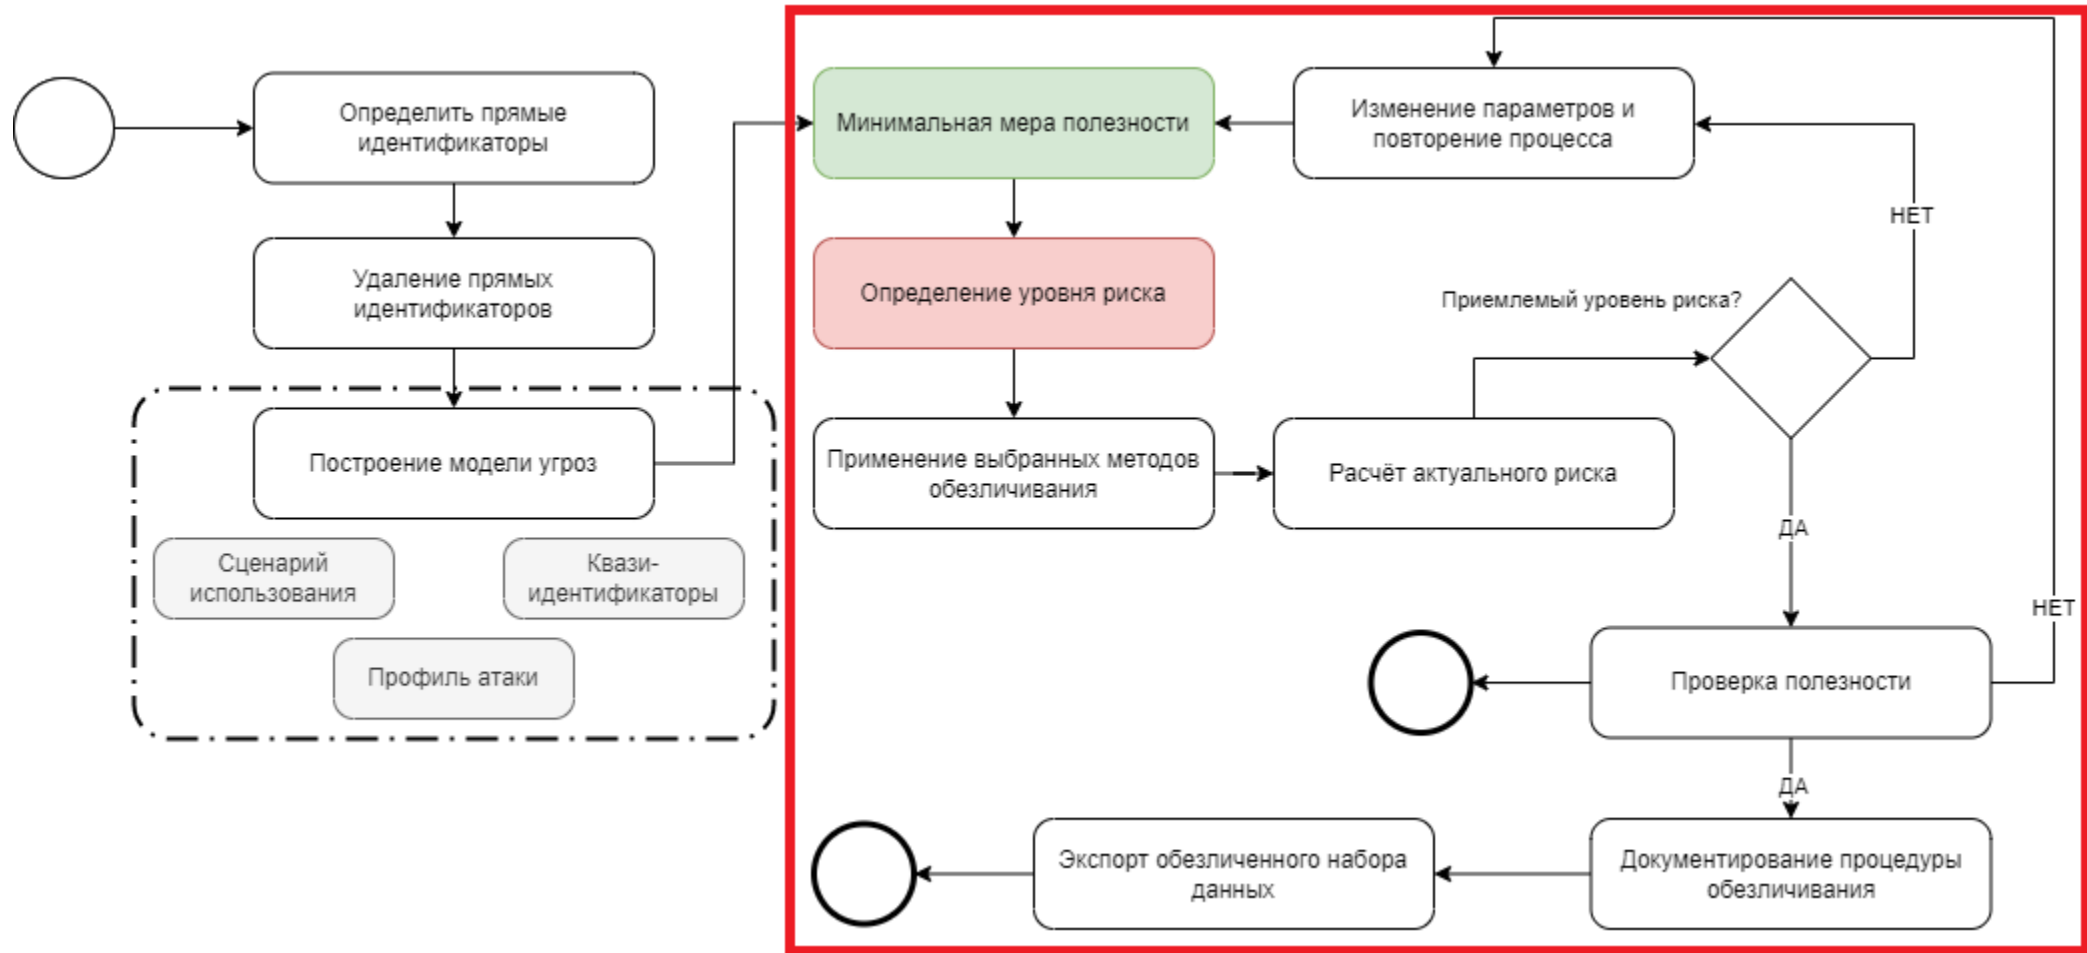 Определить прямые
идентификаторы
Удаление прямых
идентификаторов
Построение модели угроз
Сценарий
использования
Квази-
идентификаторы
Профиль атаки
Минимальная мера полезности
Изменение параметров и
повторение процесса
НЕТ
Определение уровня риска
Приемлемый уровень риска?
Применение выбранных методов
обезличивания
Расчёт актуального риска
ДА
НЕТ
Проверка полезности
ДА
Экспорт обезличенного набора
данных
Документирование процедуры
обезличивания